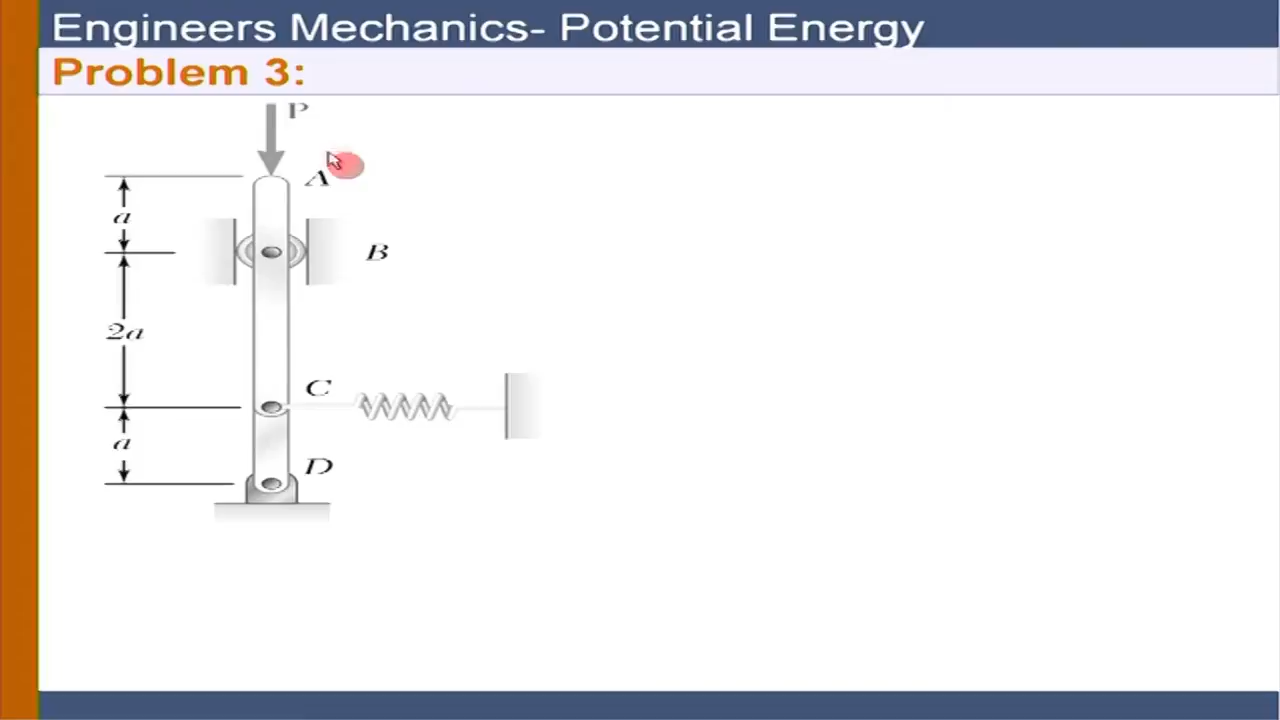 Engineers Mechanics- Potential Energy
Problem 3:
P
A
a
B
2a
C
a
D